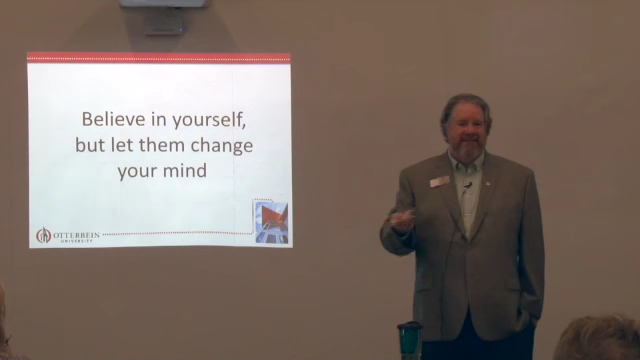 Believe in yourself,
but let them change
your mind
OTTERBEIN
UNIVERSITY